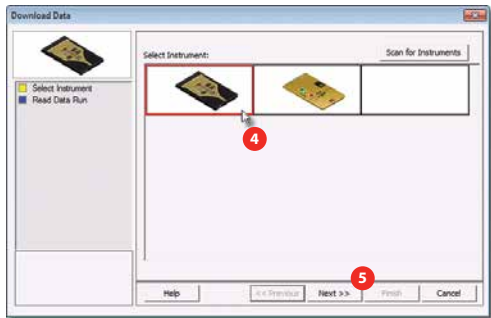 Download Data
Select Instrument:
Scan for Instruments
Select Instrument
Read Data Run
4
5
Help
<< Previous
Next >>
Finish
Cancel